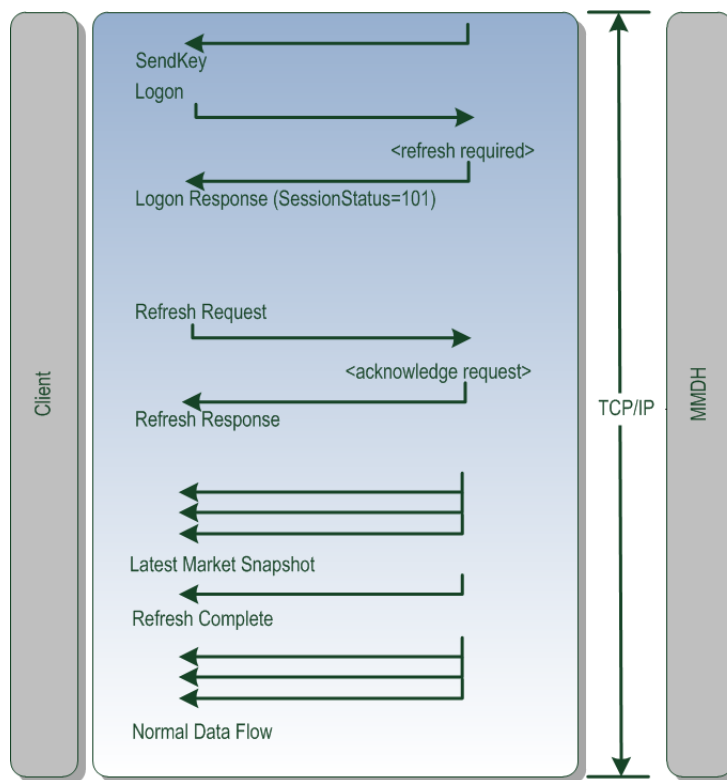 SendKey
Logon
<refresh required>
Logon Response (SessionStatus=101)
Refresh Request
<acknowledge request>
Refresh Response
Latest Market Snapshot
Refresh Complete
Normal Data Flow
Client
TCP/IP
MMDH